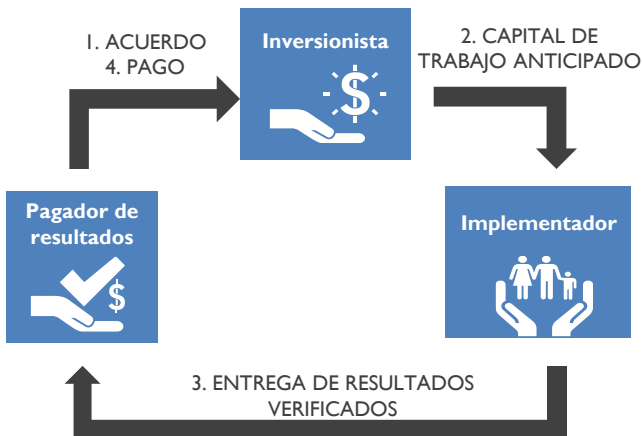 1. ACUERDO
4. PAGO
Inversionista
$
2. CAPITAL DE
TRABAJO ANTICIPADO
Pagador de
resultados
$
Implementador
3. ENTREGA DE RESULTADOS
VERIFICADOS